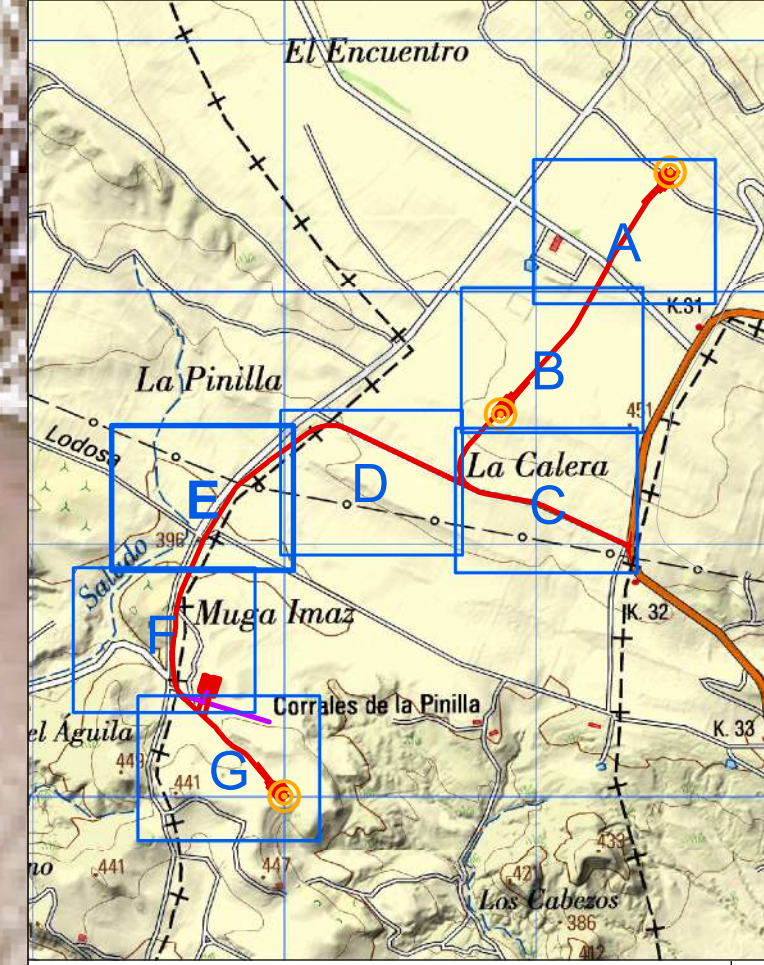 El Encuentro
A
K.31
La Pinilla
B
451
Lodosa
La Calera
D
C
E
396
Salado
Muga Imaz
K. 32
F
Corrales de la Pinilla
el Águila
K. 33
449
441
G
433
no
441
447
42
Los Cabezos
386
412